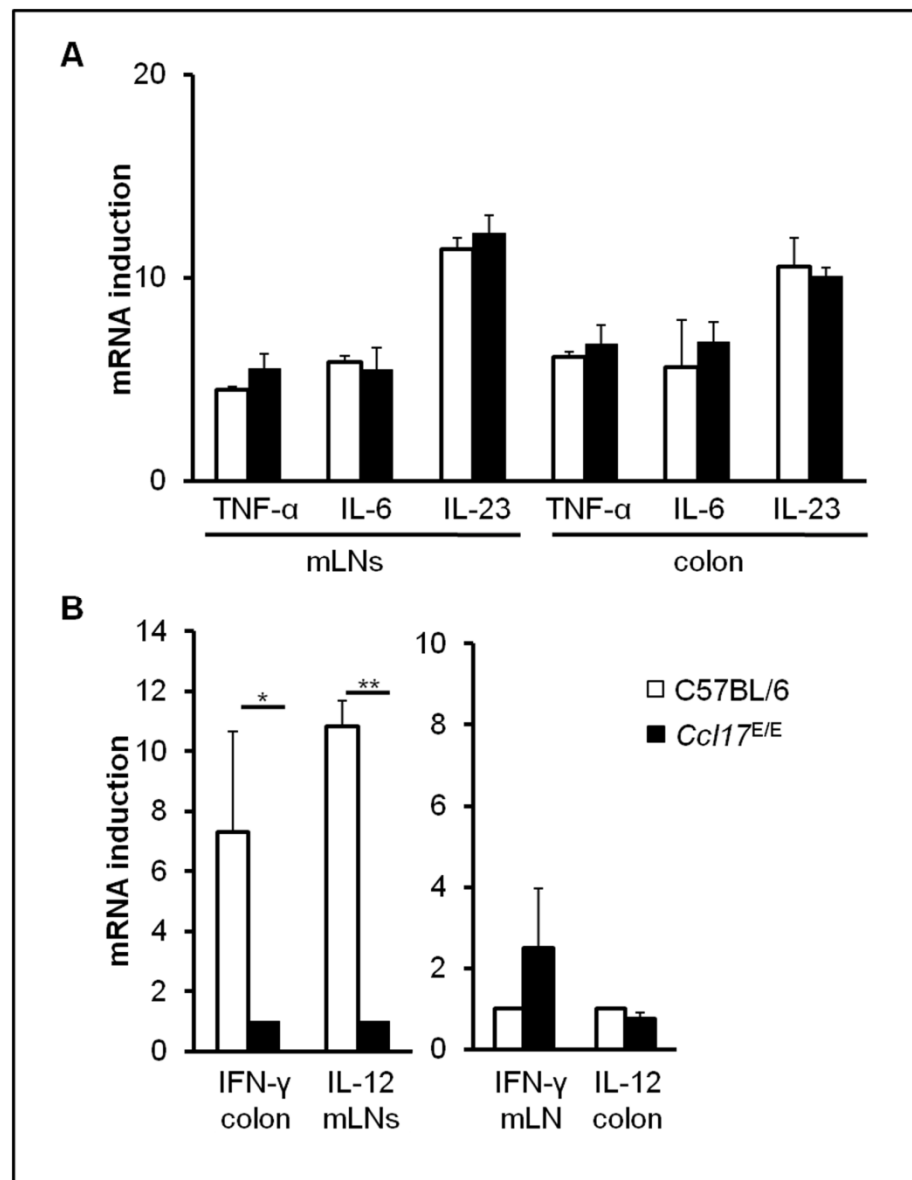 A
20
10
0
mRNA induction
TNF-α IL-6 IL-23 TNF-α IL-6 IL-23
mLNs colon
B
14
12
10
8
6
4
2
0
mRNA induction
* **
IFN-γ IL-12
colon mLNs
10
8
6
4
2
0
C57BL/6
Ccl17E/E
IFN-γ IL-12
mLN colon